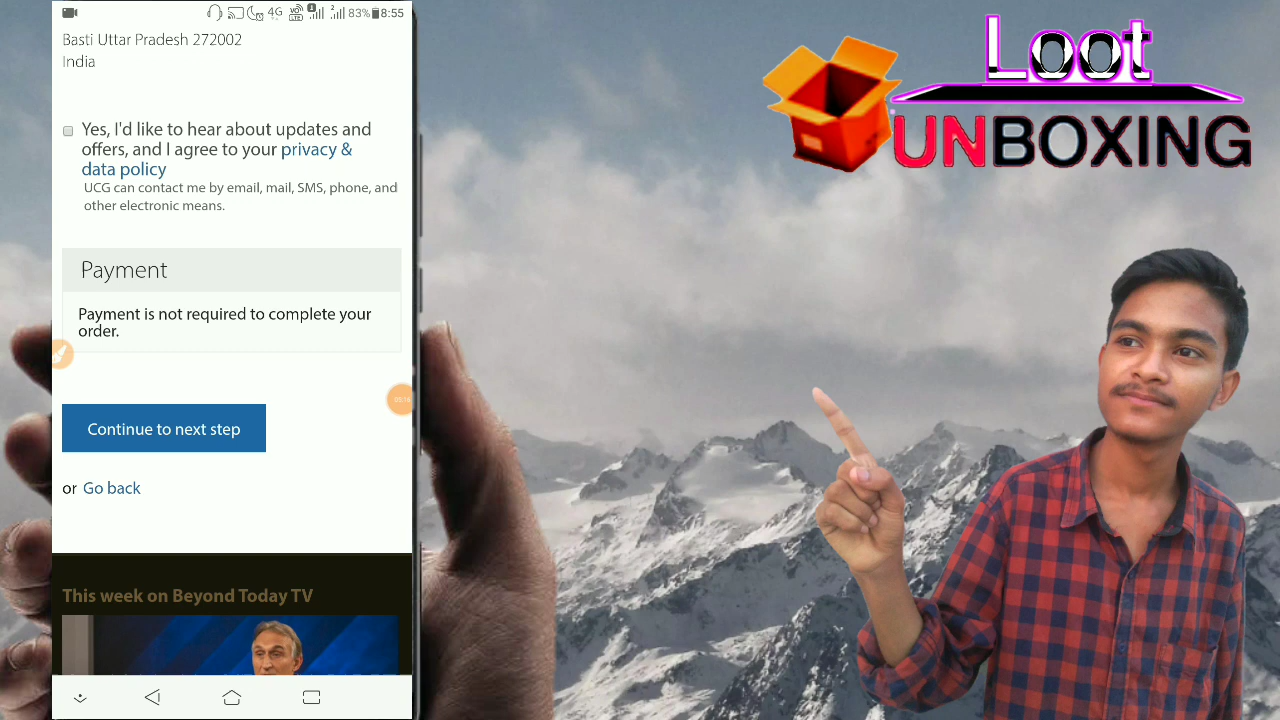 4G
83%
8:55
Basti Uttar Pradesh 272002
India
Yes, I'd like to hear about updates and
offers, and I agree to your privacy &
data policy
UCG can contact me by email, mail, SMS, phone, and
other electronic means.
Payment
Payment is not required to complete your
order.
Continue to next step
or Go back
This week on Beyond Today TV
Loot
UNBOXING